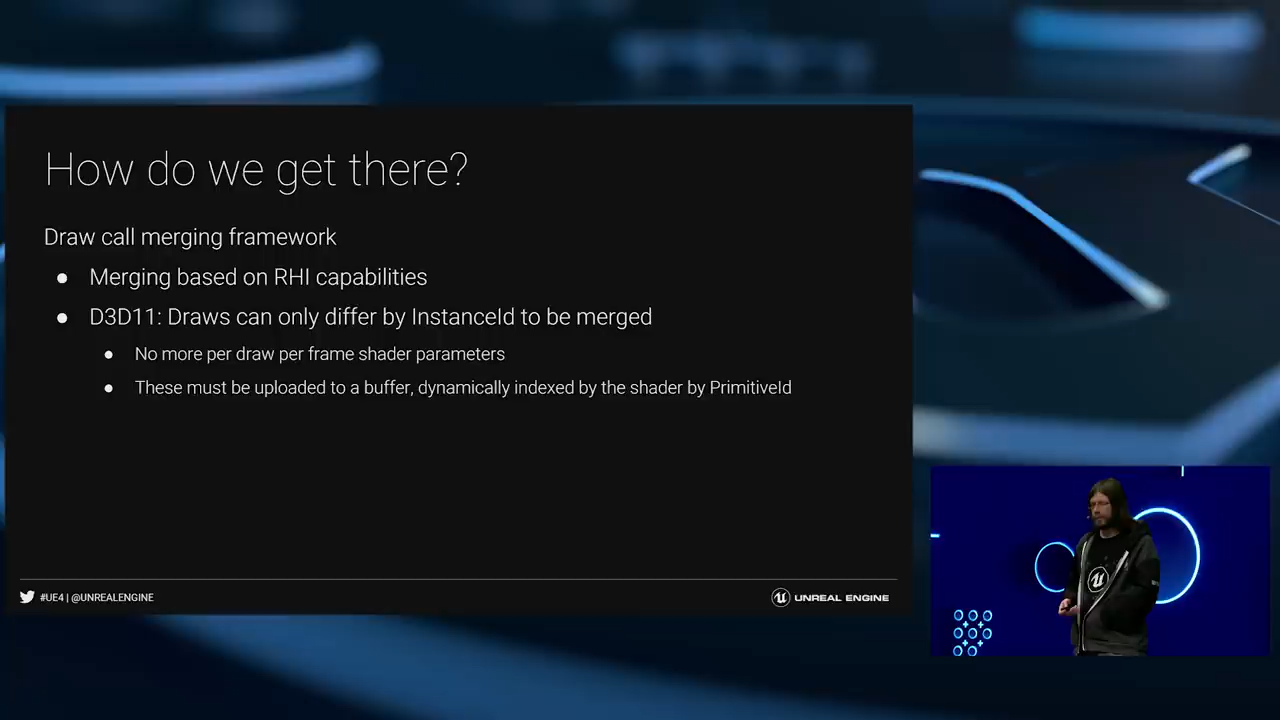 How do we get there?
Draw call merging framework
● Merging based on RHI capabilities
● D3D11: Draws can only differ by InstanceId to be merged
● No more per draw per frame shader parameters
● These must be uploaded to a buffer, dynamically indexed by the shader by PrimitiveId
#UE4 | @UNREALENGINE
UNREAL ENGINE